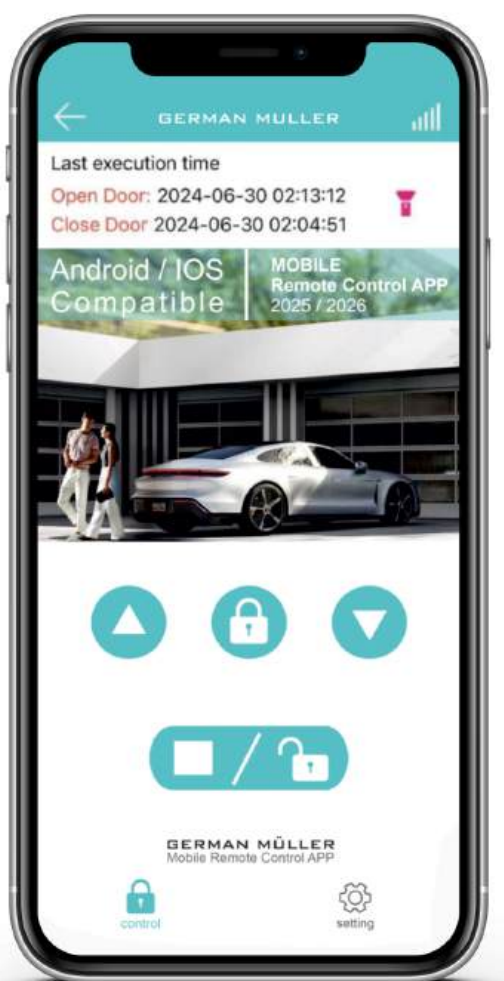 GERMAN MULLER
Last execution time
Open Door: 2024-06-30 02:13:12
Close Door 2024-06-30 02:04:51
Android / IOS
Compatible
MOBILE
Remote Control APP
2025 / 2026
GERMAN MÜLLER
Mobile Remote Control APP
control
setting